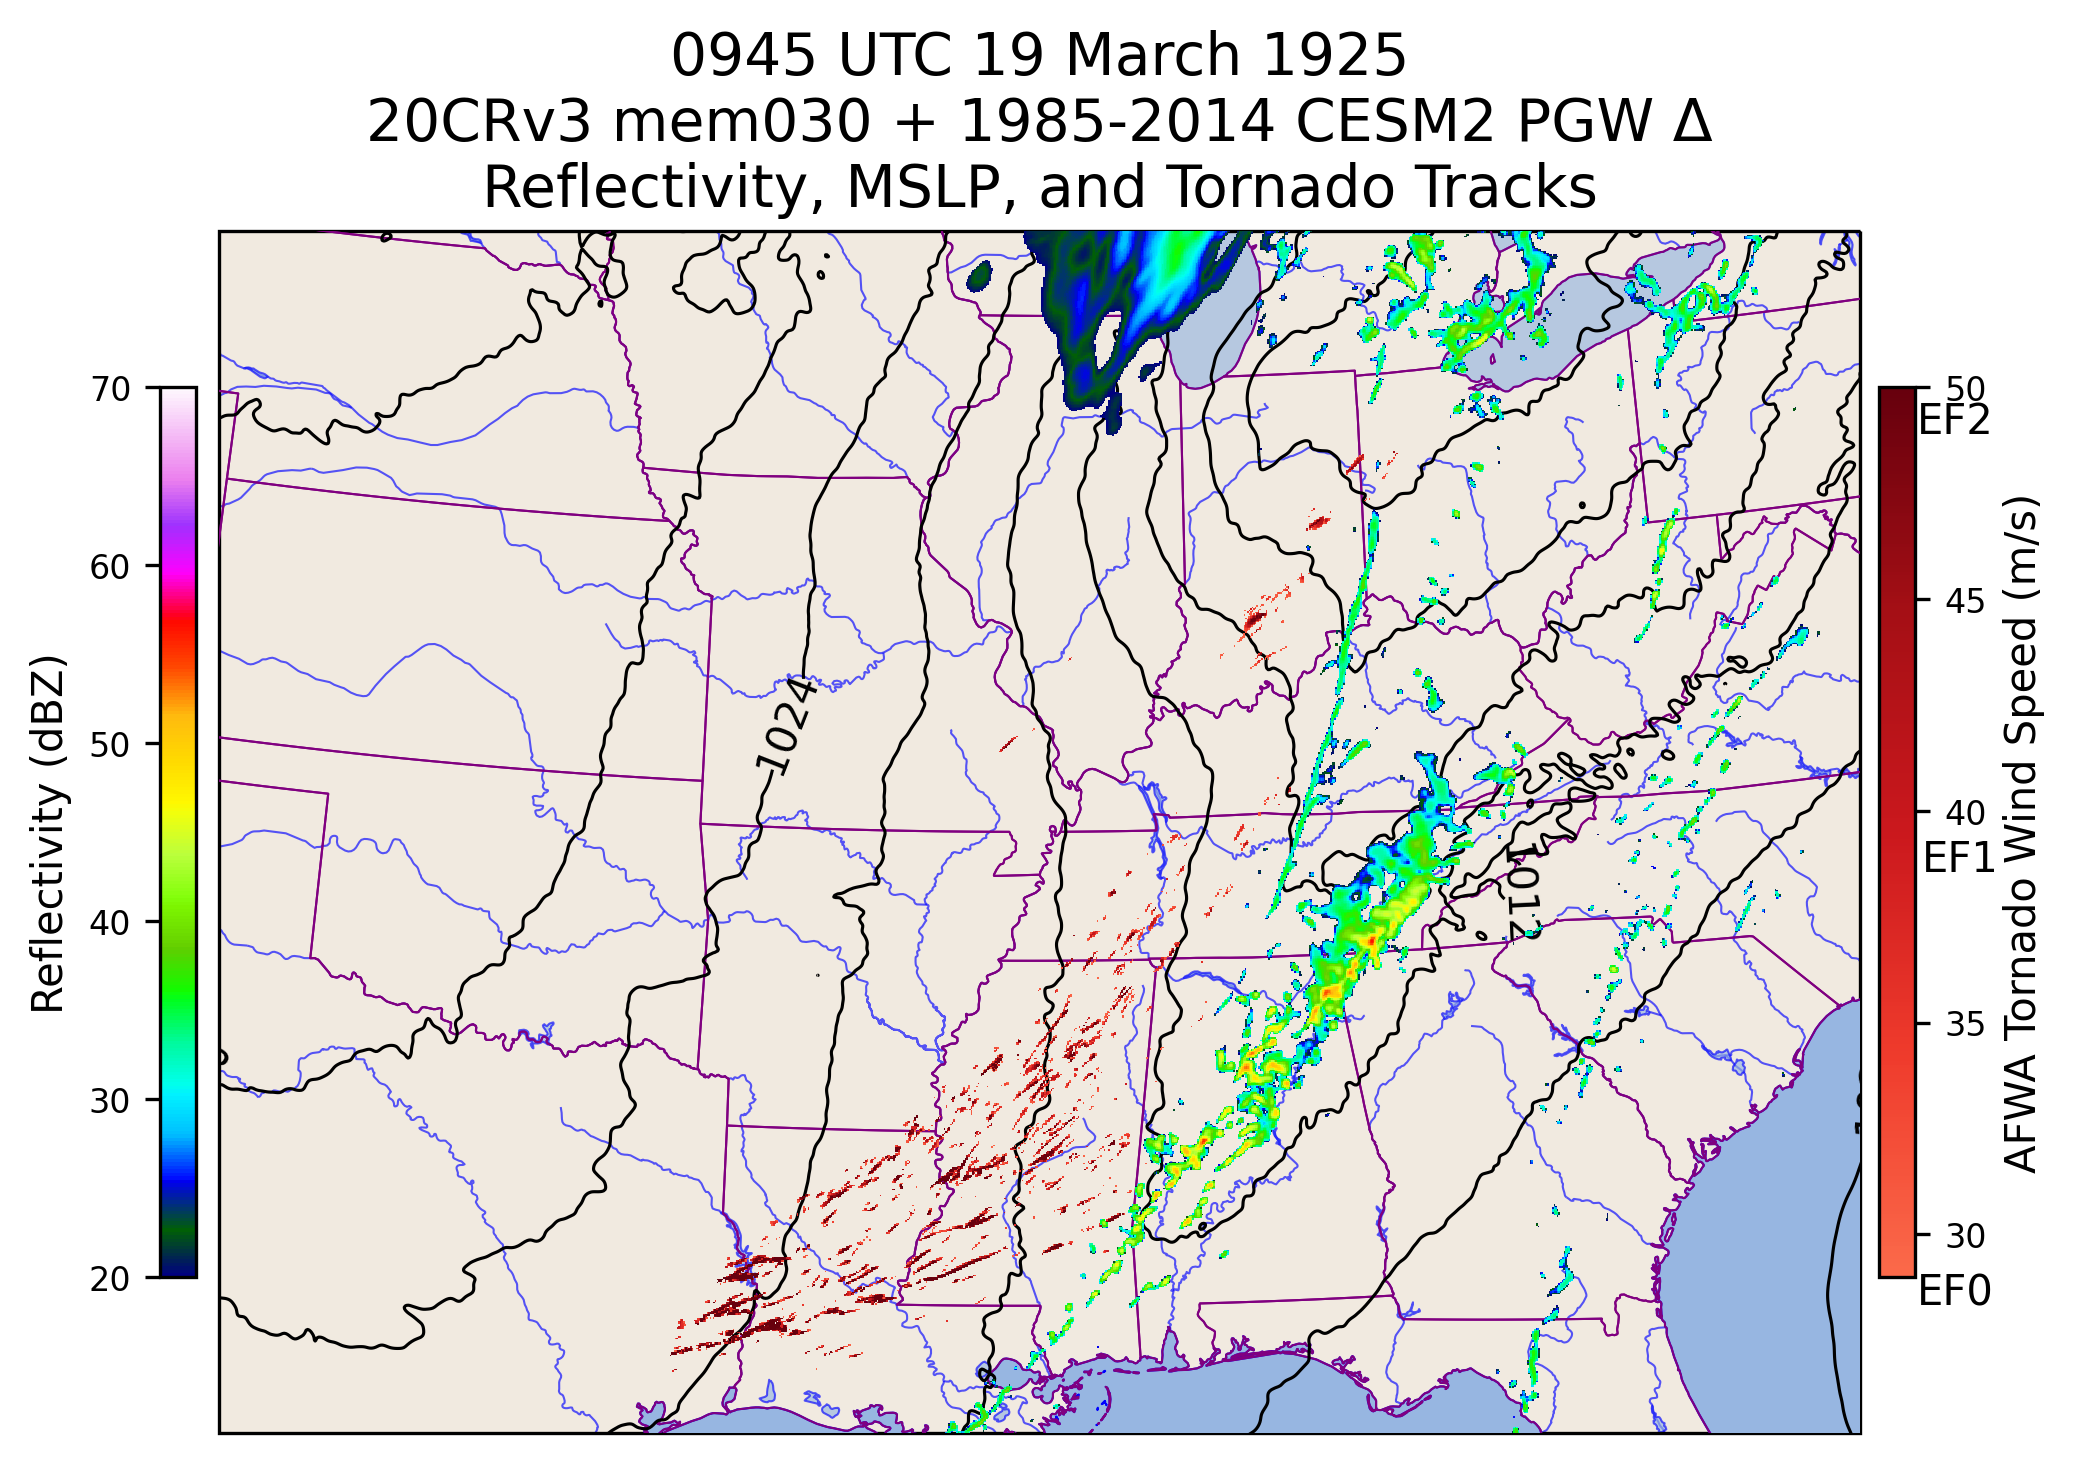 0945 UTC 19 March 1925
20CRv3 mem030 + 1985-2014 CESM2 PGW Δ
Reflectivity, MSLP, and Tornado Tracks
70
60
50
40
30
20
Reflectivity (dBZ)
1024
1012
50
EF2
45
40
EF1
35
30
EF0
AFWA Tornado Wind Speed (m/s)